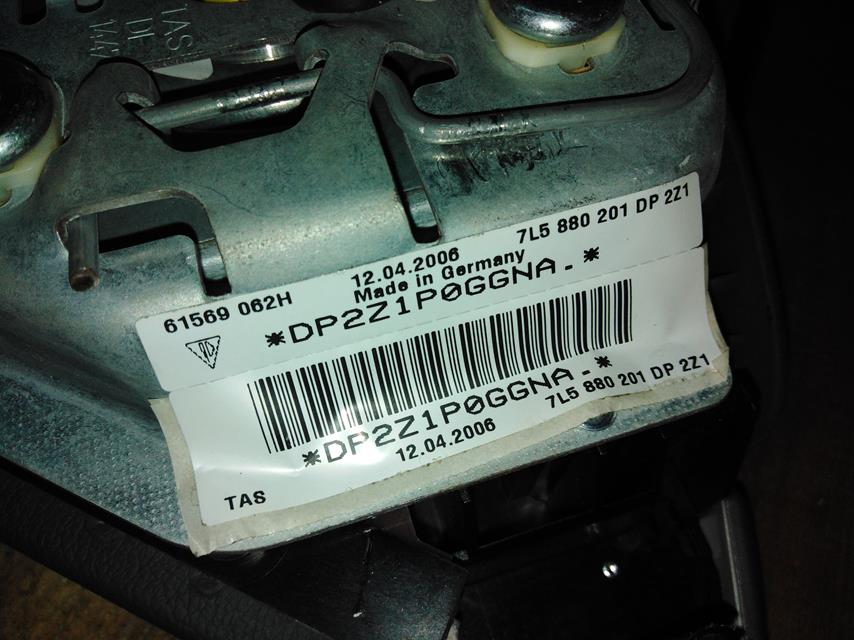 TAS
61569 062H
12.04.2006
7L5 880 201 DP 2Z1
Made in Germany
*DP2Z1P0GGNA.*
*DP2Z1P0GGNA.*
12.04.2006
7L5 880 201 DP 2Z1
TAS